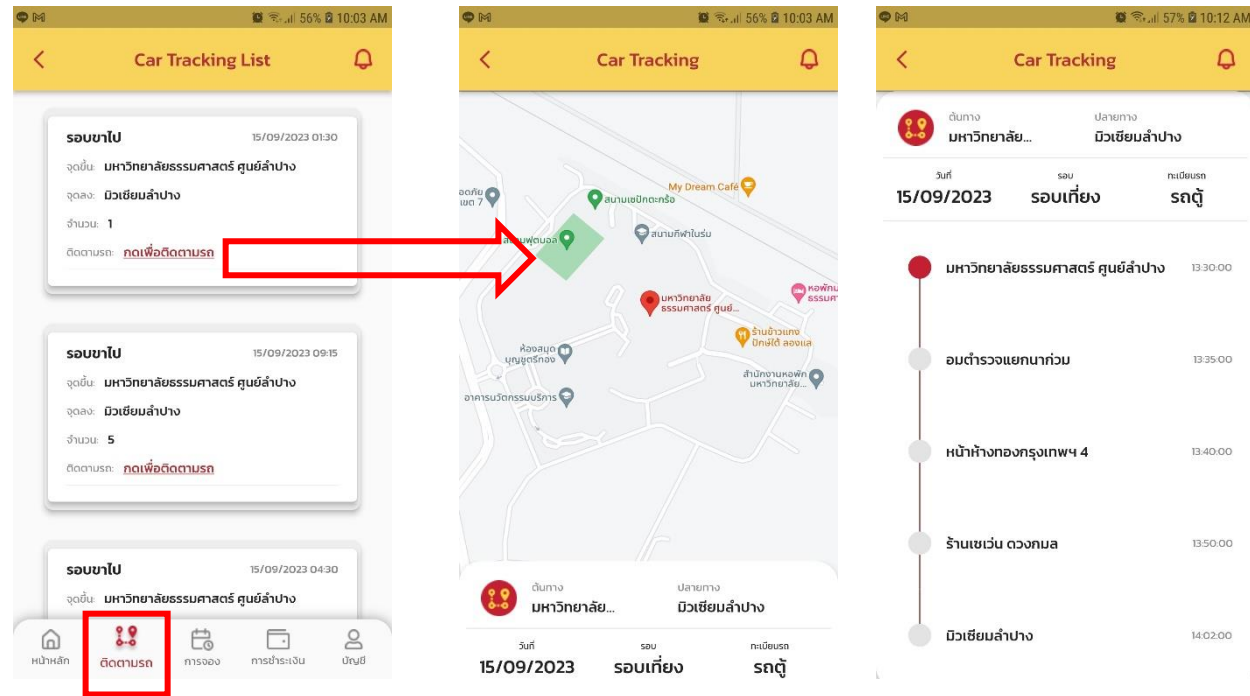 56% 10:03 AM
Car Tracking List
รอบขาไป 15/09/2023 01:30
จุดขึ้น: มหาวิทยาลัยธรรมศาสตร์ ศูนย์ลำปาง
จุดลง: มิวเซียมลำปาง
จำนวน: 1
ติดตามรถ: กดเพื่อติดตามรถ
รอบขาไป 15/09/2023 09:15
จุดขึ้น: มหาวิทยาลัยธรรมศาสตร์ ศูนย์ลำปาง
จุดลง: มิวเซียมลำปาง
จำนวน: 5
ติดตามรถ: กดเพื่อติดตามรถ
รอบขาไป 15/09/2023 04:30
จุดขึ้น: มหาวิทยาลัยธรรมศาสตร์ ศูนย์ลำปาง
หน้าหลัก ติดตามรถ การจอง การชำระเงิน บัญชี
56% 10:03 AM
Car Tracking
My Dream Café
สนามเซปักตะกร้อ
สนามกีฬาในร่ม
สนามฟุตบอล
มหาวิทยาลัย
ธรรมศาสตร์ ศูนย์...
ร้านข้าวแกง
ปักษ์ใต้ ลองแล
ห้องสมุด
บุญชูตรีทอง
สำนักงานหอพัก
มหาวิทยาลัย...
อาคารนวัตกรรมบริการ
ต้นทาง ปลายทาง
มหาวิทยาลัย... มิวเซียมลำปาง
วันที่ รอบ ทะเบียนรถ
15/09/2023 รอบเที่ยง รถตู้
57% 10:12 AM
Car Tracking
ต้นทาง ปลายทาง
มหาวิทยาลัย... มิวเซียมลำปาง
วันที่ รอบ ทะเบียนรถ
15/09/2023 รอบเที่ยง รถตู้
มหาวิทยาลัยธรรมศาสตร์ ศูนย์ลำปาง 13:30:00
อมตำรวจแยกนาก่วม 13:35:00
หน้าห้างทองกรุงเทพฯ 4 13:40:00
ร้านเซเว่น ดวงกมล 13:50:00
มิวเซียมลำปาง 14:02:00